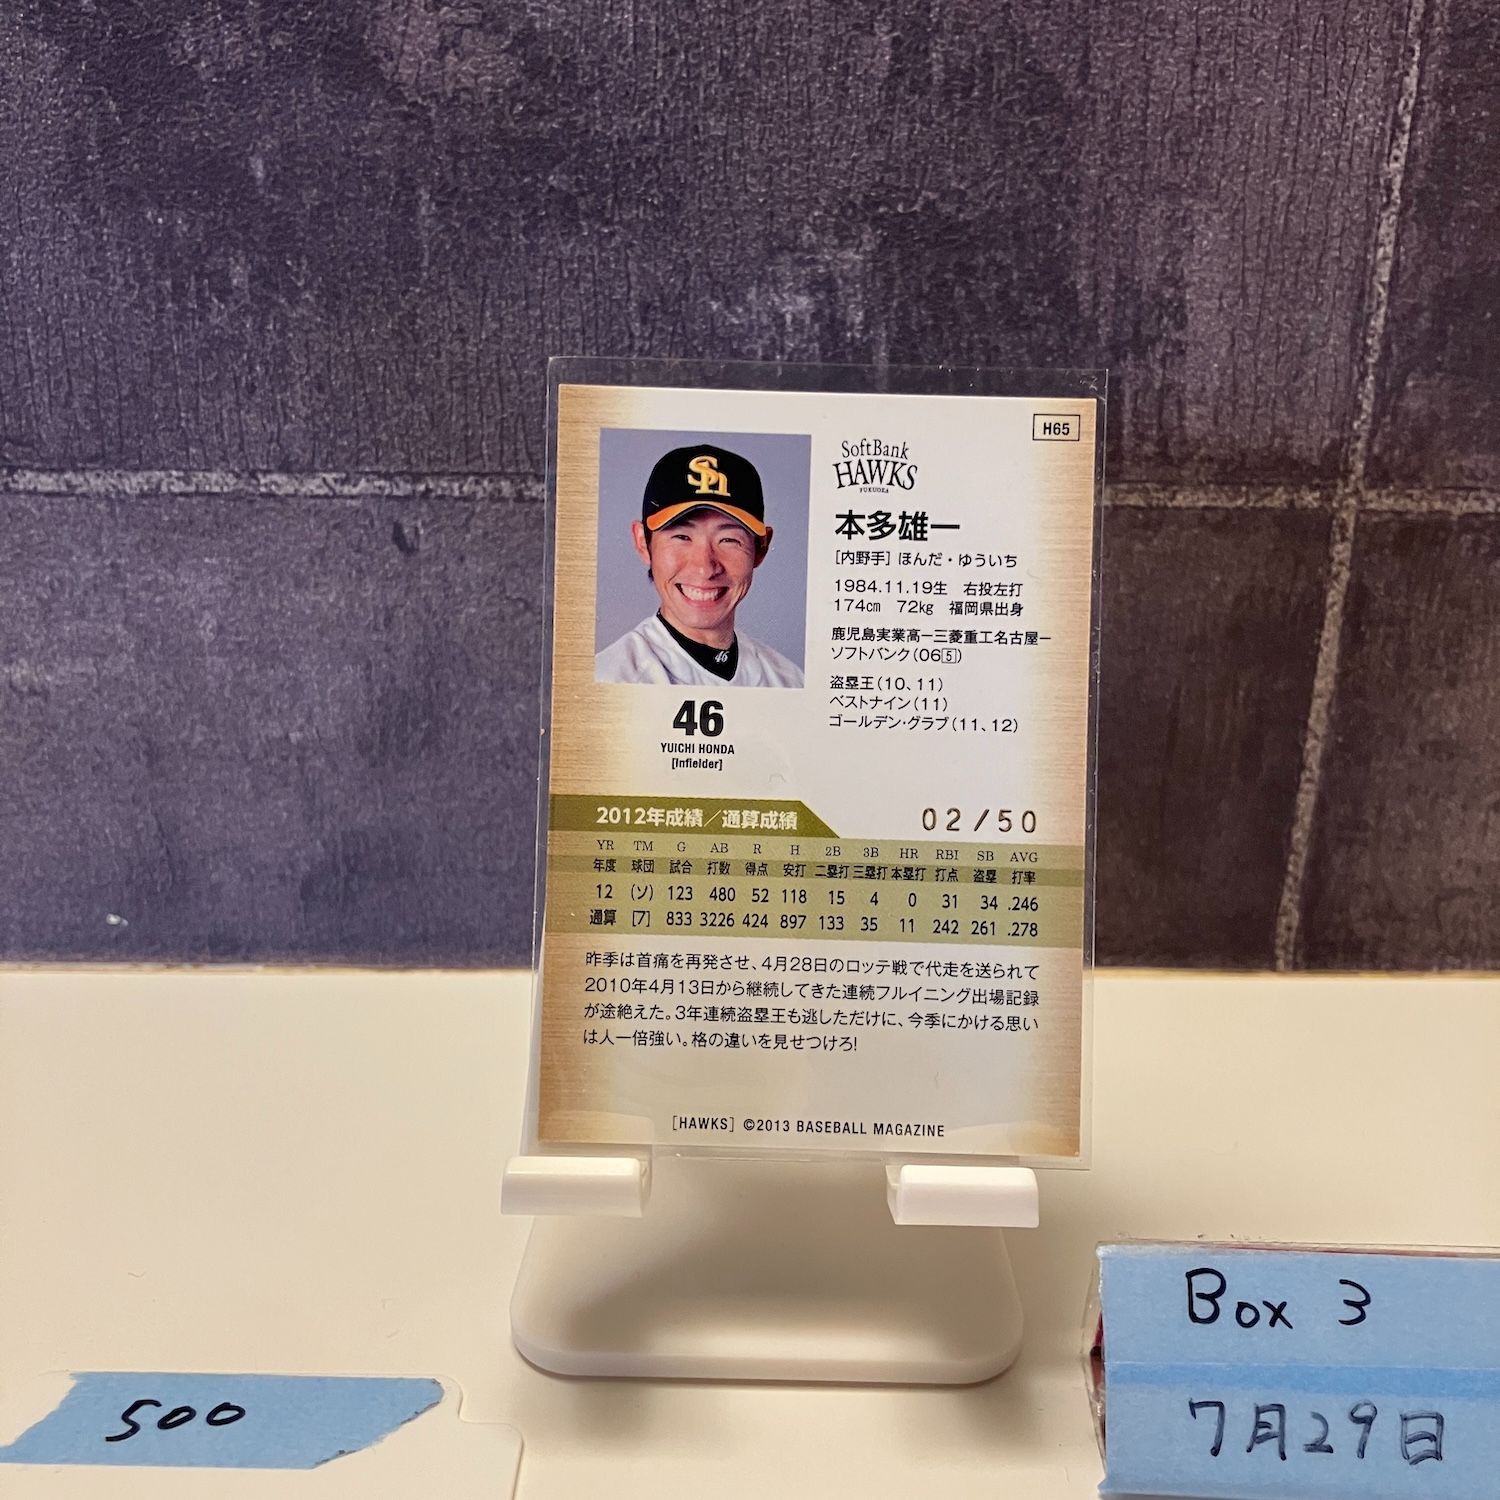 H65
SoftBank
HAWKS
FUKUOKA
本多雄一
[内野手] ほんだ・ゆういち
1984.11.19生 右投左打
174cm 72kg 福岡県出身
鹿児島実業高ー三菱重工名古屋ー
ソフトバンク(06⑤)
盗塁王(10、11)
ベストナイン(11)
ゴールデン・グラブ(11、12)
46
46
YUICHI HONDA
[Infielder]
2012年成績/通算成績
02/50
YR TM G AB R H 2B 3B HR RBI SB AVG
年度 球団 試合 打数 得点 安打 二塁打 三塁打 本塁打 打点 盗塁 打率
12 (ソ) 123 480 52 118 15 4 0 31 34 .246
通算 [7] 833 3226 424 897 133 35 11 242 261 .278
昨季は首痛を再発させ、4月28日のロッテ戦で代走を送られて
2010年4月13日から継続してきた連続フルイニング出場記録
が途絶えた。3年連続盗塁王も逃しただけに、今季にかける思い
は人一倍強い。格の違いを見せつけろ!
[HAWKS] ©2013 BASEBALL MAGAZINE
500
Box 3
7月29日